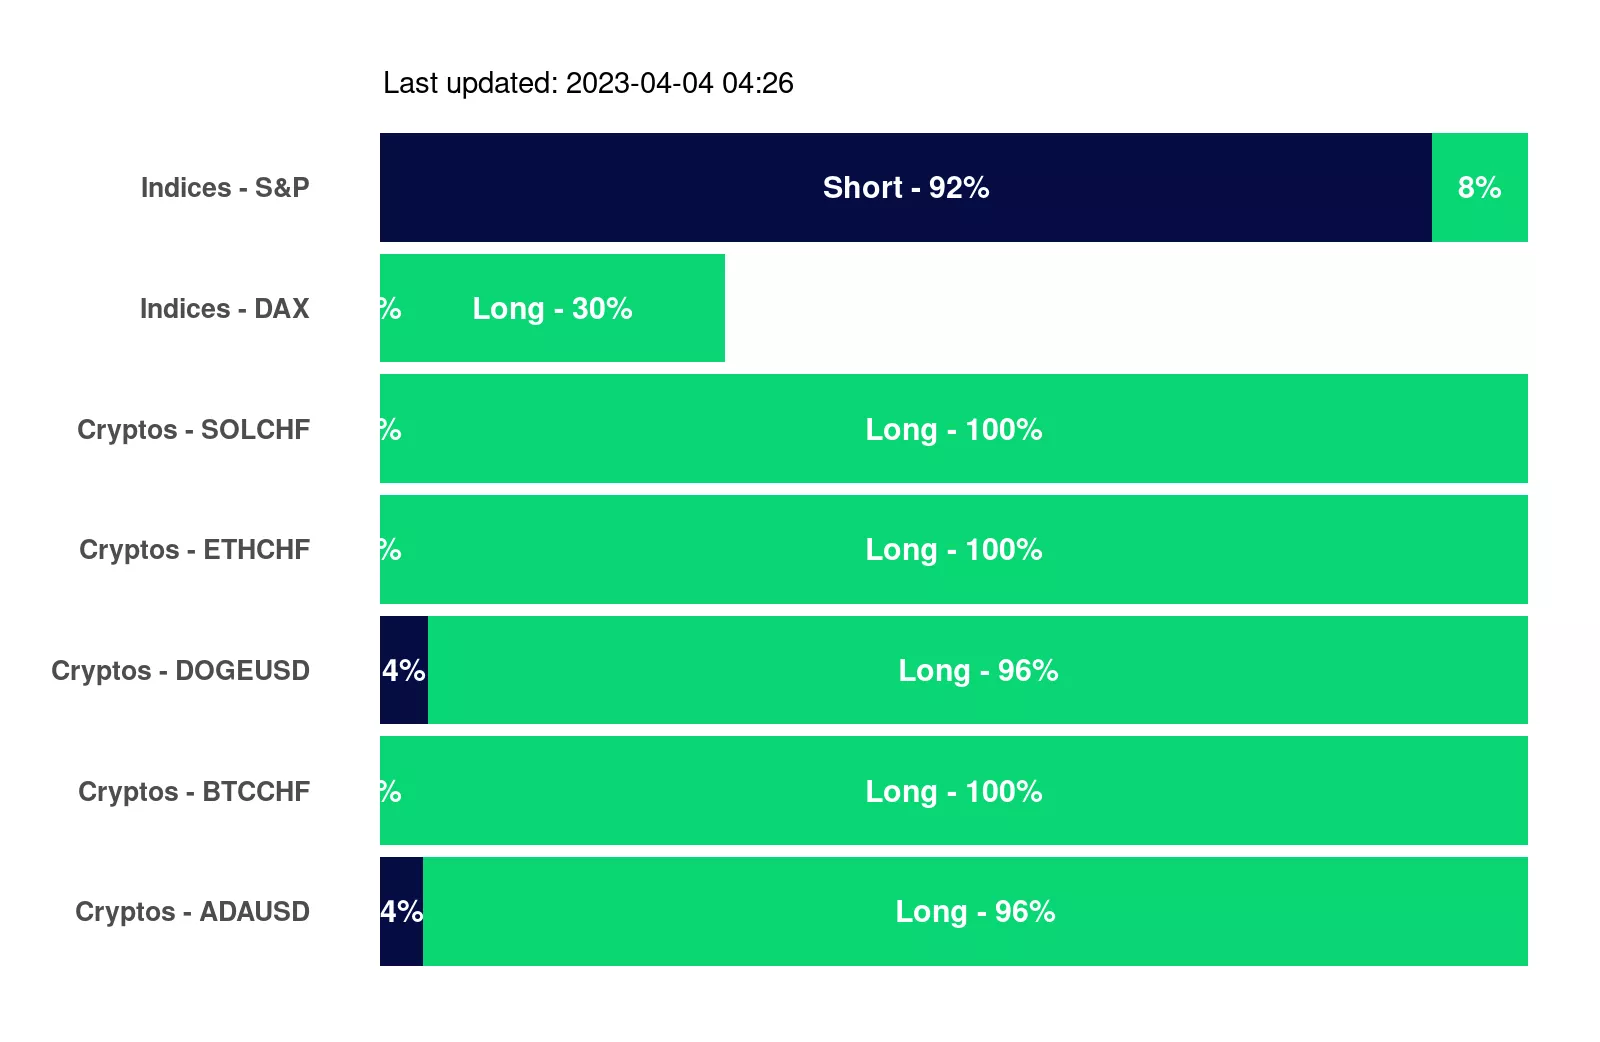 Last updated: 2023-04-04 04:26
Indices - S&P Short - 92% 8%
Indices - DAX % Long - 30%
Cryptos - SOLCHF % Long - 100%
Cryptos - ETHCHF % Long - 100%
Cryptos - DOGEUSD 4% Long - 96%
Cryptos - BTCCHF % Long - 100%
Cryptos - ADAUSD 4% Long - 96%